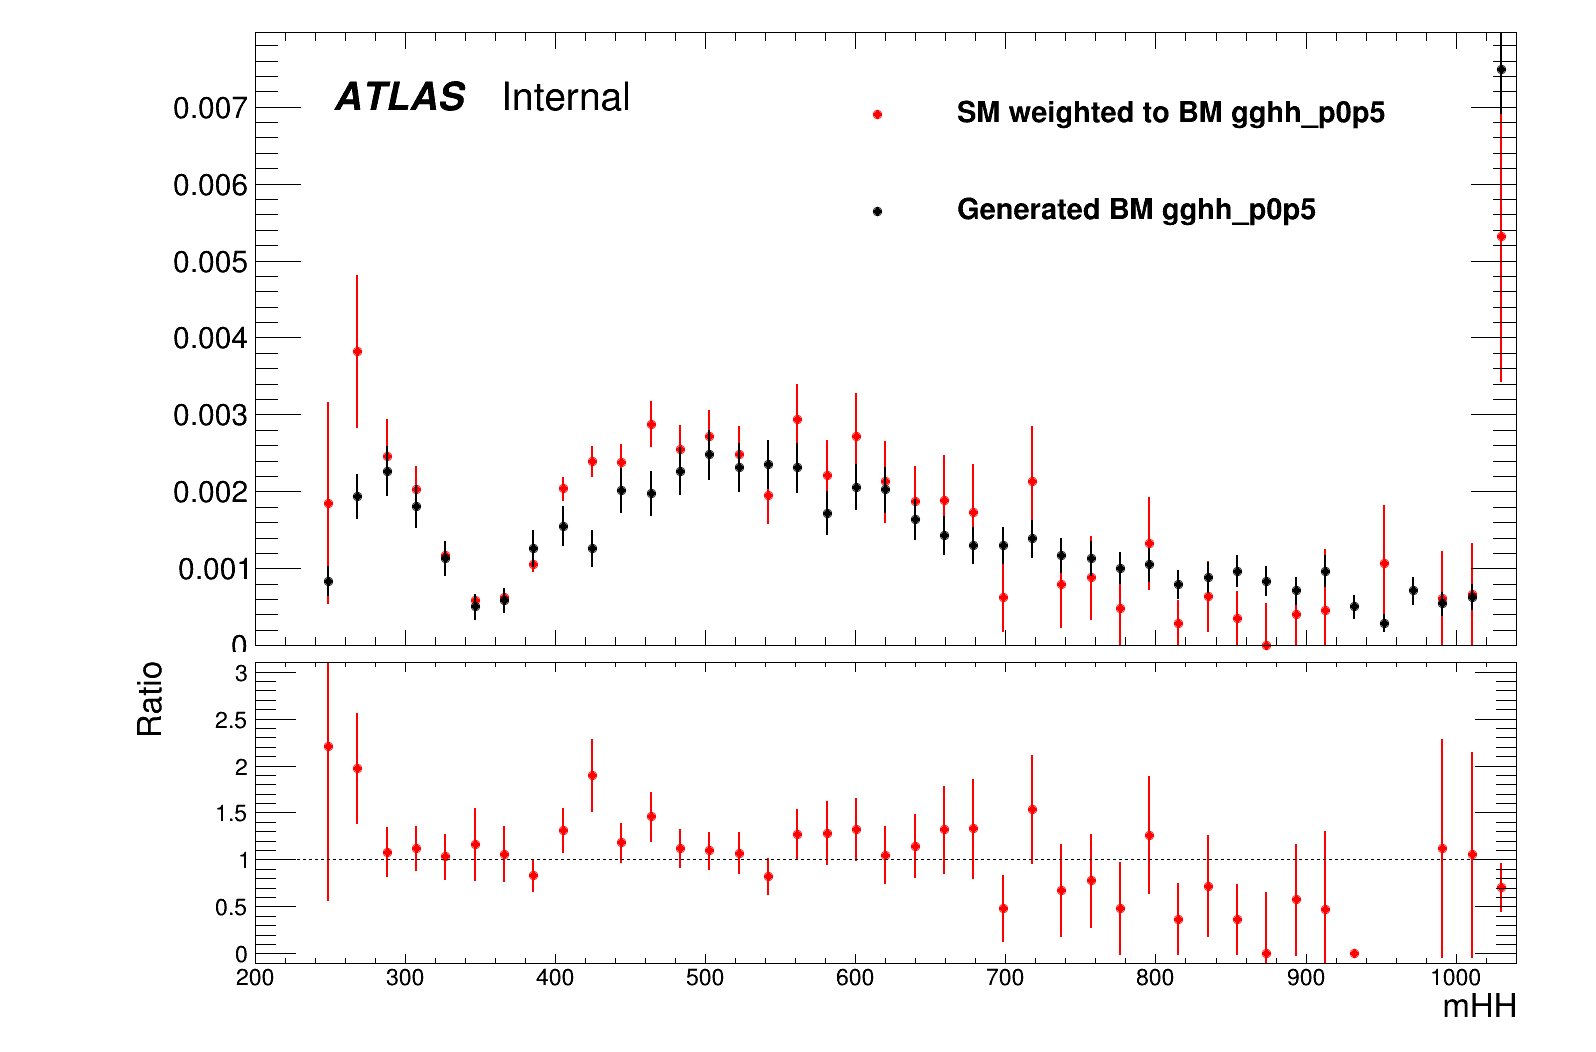 ATLAS Internal
SM weighted to BM gghh_p0p5
Generated BM gghh_p0p5
0.007
0.006
0.005
0.004
0.003
0.002
0.001
0
Ratio
3
2.5
2
1.5
1
0.5
0
200 300 400 500 600 700 800 900 1000
mHH